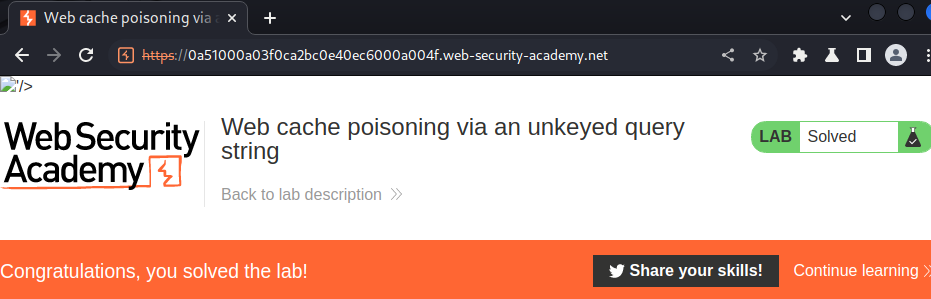 Web cache poisoning via a
https://0a51000a03f0ca2bc0e40ec6000a004f.web-security-academy.net
'/>
Web Security
Academy
Web cache poisoning via an unkeyed query
string
Back to lab description
LAB Solved
Congratulations, you solved the lab!
Share your skills!
Continue learning